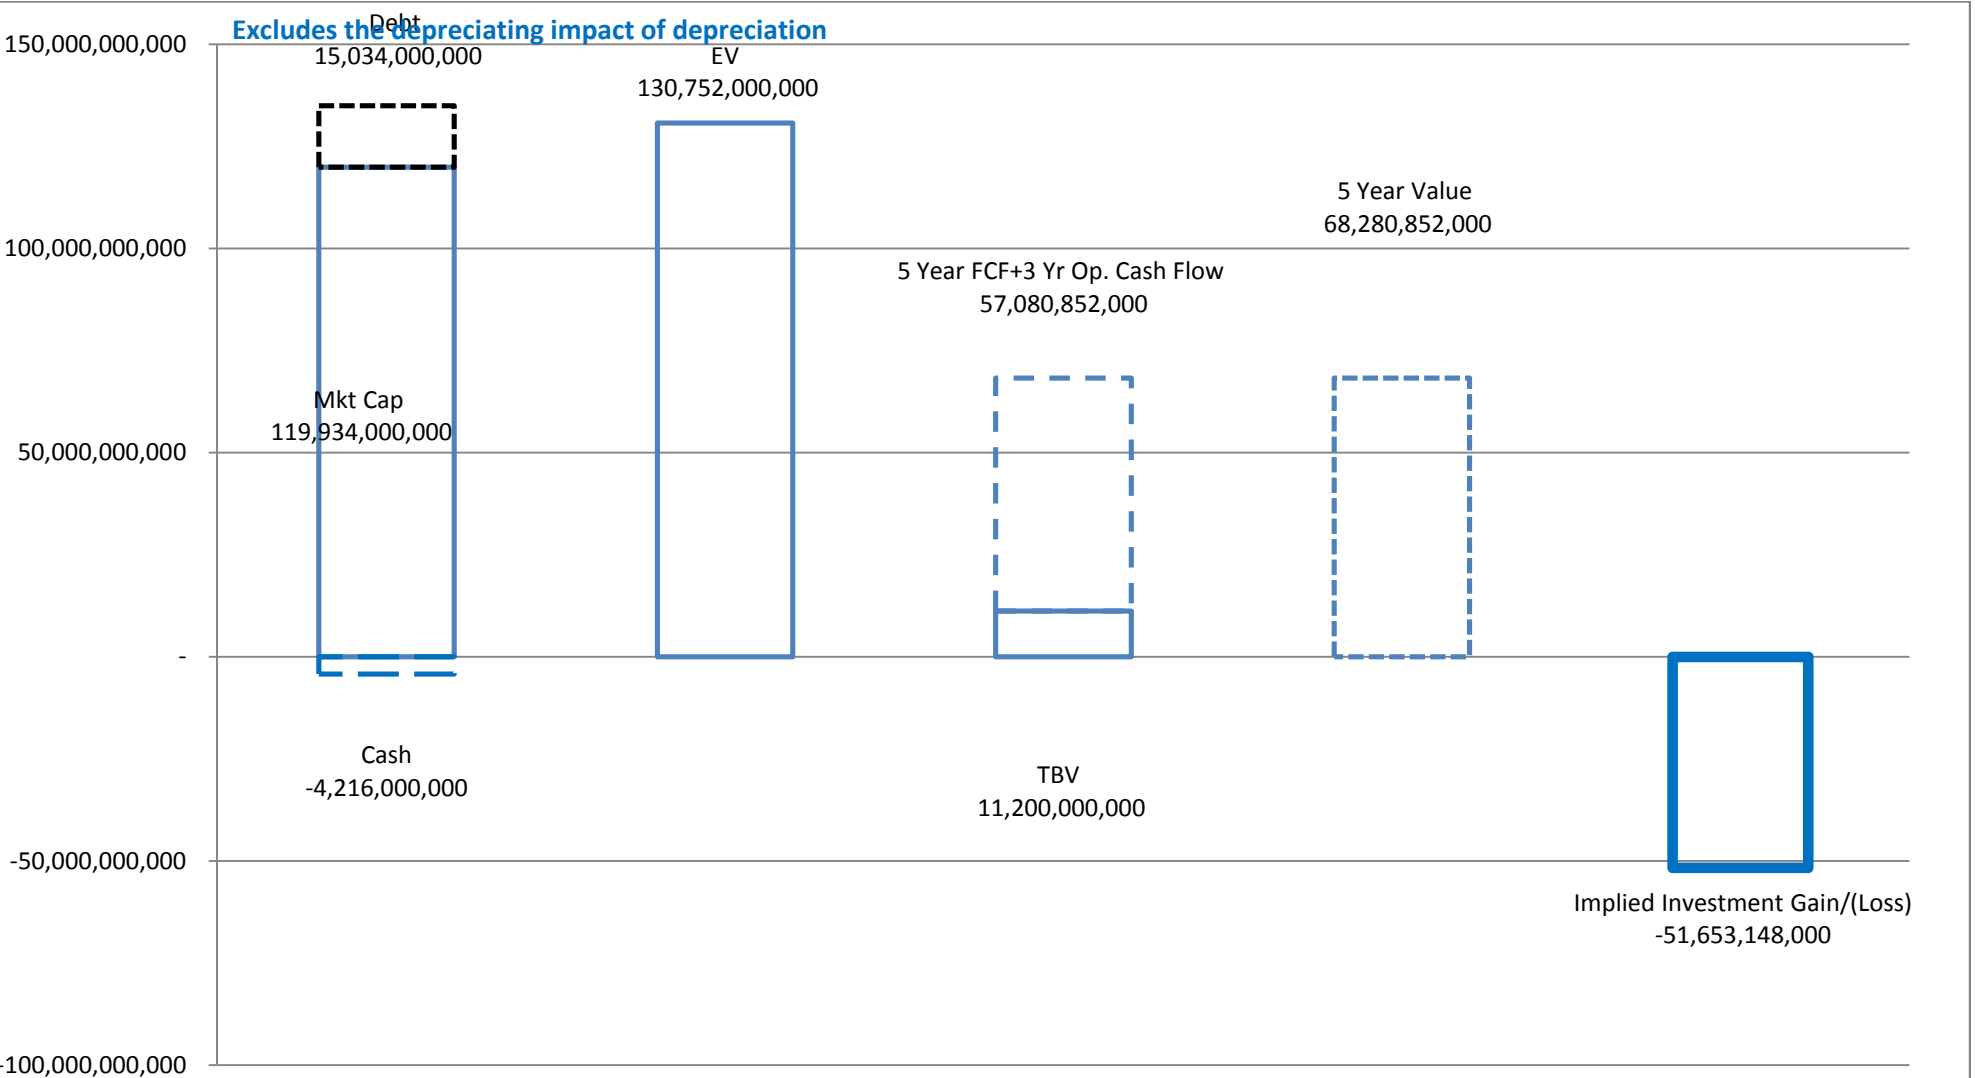 Debt
Excludes the depreciating impact of depreciation
150,000,000,000
15,034,000,000
EV
130,752,000,000
5 Year Value
68,280,852,000
100,000,000,000
5 Year FCF+3 Yr Op. Cash Flow
57,080,852,000
Mkt Cap
119,934,000,000
50,000,000,000
-
Cash
-4,216,000,000
TBV
11,200,000,000
-50,000,000,000
Implied Investment Gain/(Loss)
-51,653,148,000
-100,000,000,000